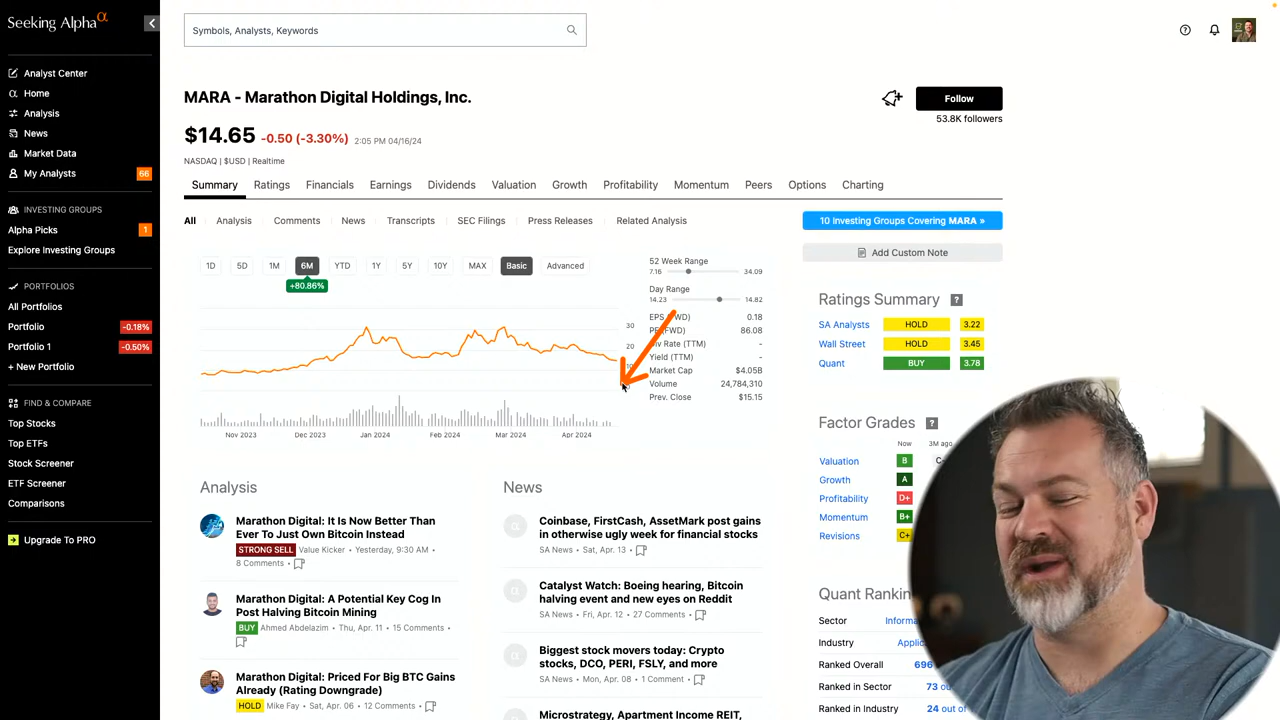 Seeking Alpha α
Symbols, Analysts, Keywords
Analyst Center
Home
Analysis
News
Market Data
My Analysts 66
INVESTING GROUPS
Alpha Picks 1
Explore Investing Groups
PORTFOLIOS
All Portfolios
Portfolio -0.18%
Portfolio 1 -0.50%
+ New Portfolio
FIND & COMPARE
Top Stocks
Top ETFs
Stock Screener
ETF Screener
Comparisons
Upgrade To PRO
MARA - Marathon Digital Holdings, Inc.
Follow
53.8K followers
$14.65 -0.50 (-3.30%) 2:05 PM 04/16/24
NASDAQ | $USD | Realtime
Summary Ratings Financials Earnings Dividends Valuation Growth Profitability Momentum Peers Options Charting
All Analysis Comments News Transcripts SEC Filings Press Releases Related Analysis
10 Investing Groups Covering MARA »
Add Custom Note
1D 5D 1M 6M YTD 1Y 5Y 10Y MAX Basic Advanced
+80.86%
30
20
Nov 2023 Dec 2023 Jan 2024 Feb 2024 Mar 2024 Apr 2024
52 Week Range
7.16 34.09
Day Range
14.23 14.82
EPS 0.18
86.08
Rate (TTM) -
Yield (TTM) -
Market Cap $4.05B
Volume 24,784,310
Prev. Close $15.15
Ratings Summary ?
SA Analysts HOLD 3.22
Wall Street HOLD 3.45
Quant BUY 3.78
Factor Grades ?
Now 3M ago
Valuation B
Growth A
Profitability D+
Momentum B+
Revisions C+
Quant
Sector
Industry
Ranked Overall 696
Ranked in Sector 73
Ranked in Industry 24 out of
Analysis
Marathon Digital: It Is Now Better Than
Ever To Just Own Bitcoin Instead
STRONG SELL Value Kicker • Yesterday, 9:30 AM •
8 Comments •
Marathon Digital: A Potential Key Cog In
Post Halving Bitcoin Mining
BUY Ahmed Abdelazim • Thu, Apr. 11 • 15 Comments •
Marathon Digital: Priced For Big BTC Gains
Already (Rating Downgrade)
HOLD Mike Fay • Sat, Apr. 06 • 12 Comments •
News
Coinbase, FirstCash, AssetMark post gains
in otherwise ugly week for financial stocks
SA News • Sat, Apr. 13 •
Catalyst Watch: Boeing hearing, Bitcoin
halving event and new eyes on Reddit
SA News • Fri, Apr. 12 • 27 Comments •
Biggest stock movers today: Crypto
stocks, DCO, PERI, FSLY, and more
SA News • Mon, Apr. 08 • 1 Comment •
Microstrategy, Apartment Income REIT,